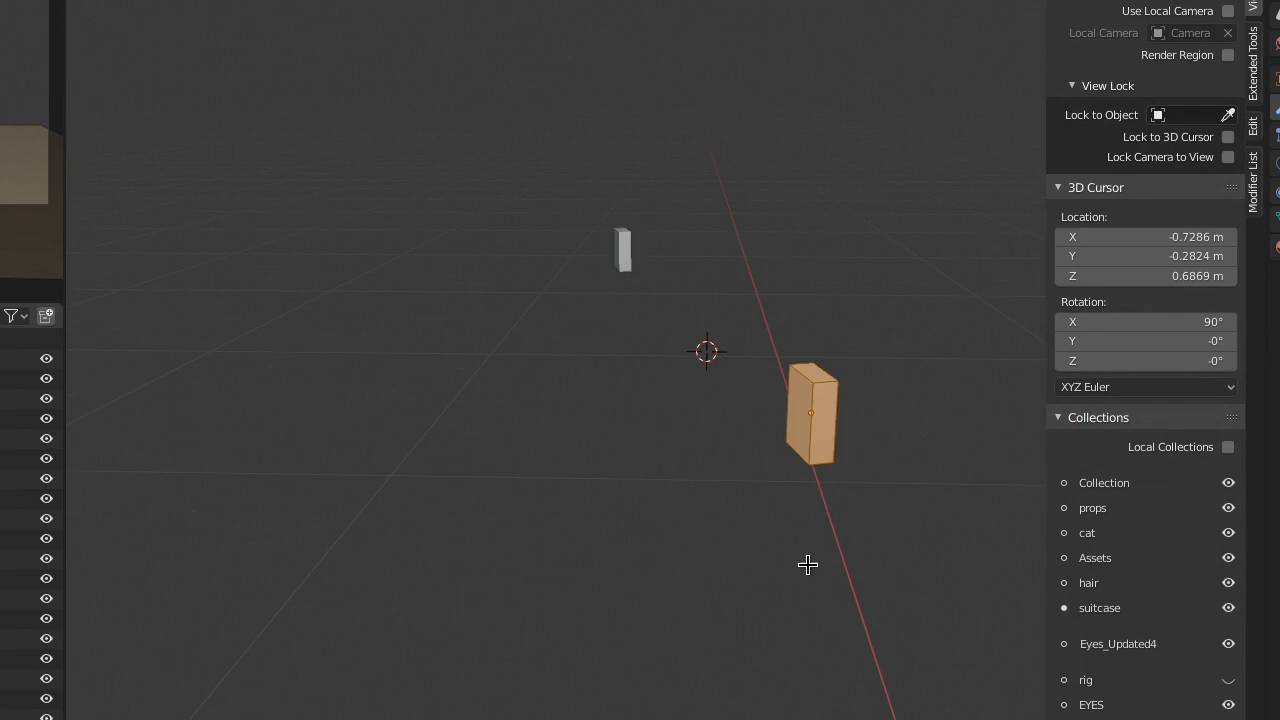 Vi
Use Local Camera
Local Camera Camera
Render Region
View Lock
Lock to Object
Lock to 3D Cursor
Lock Camera to View
3D Cursor
Location:
X -0.7286 m
Y -0.2824 m
Z 0.6869 m
Rotation:
X 90°
Y -0°
Z -0°
XYZ Euler
Collections
Local Collections
Collection
props
cat
Assets
hair
suitcase
Eyes_Updated4
rig
EYES
Extended Tools
Edit
Modifier List